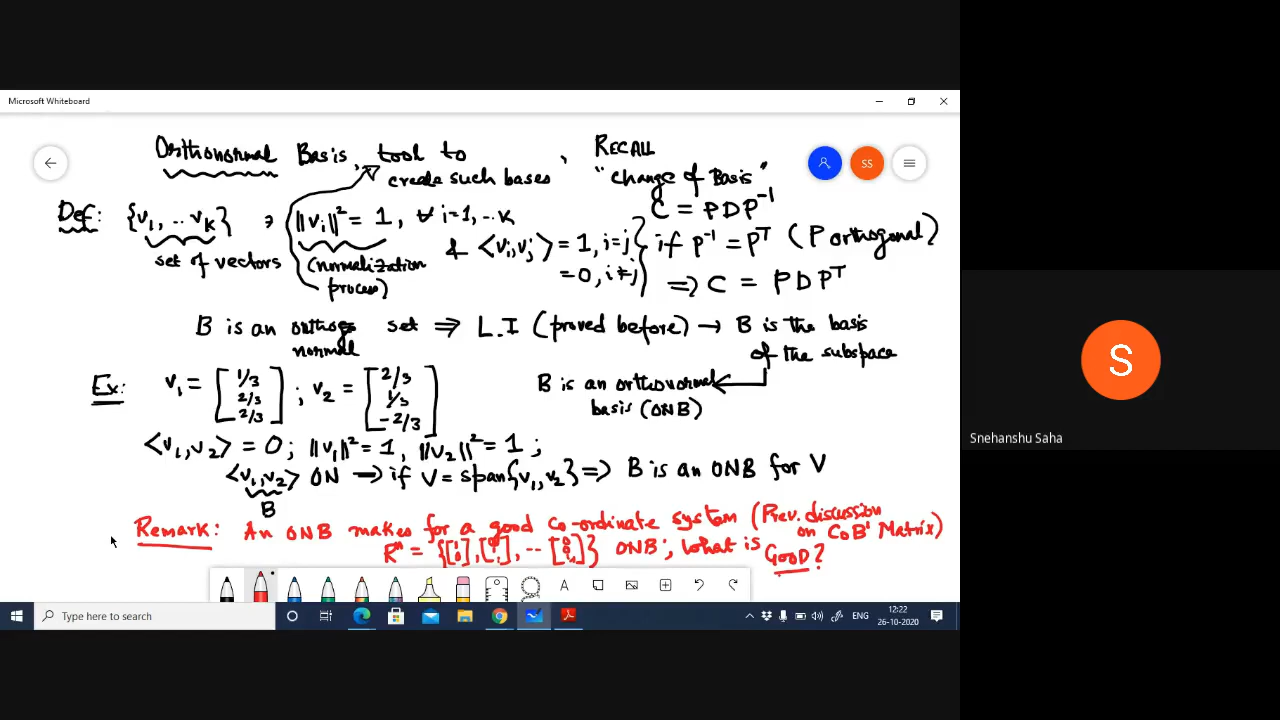 Microsoft Whiteboard
Orthonormal Basis, tool to create such bases, RECALL
"change of Basis"
C = PDP⁻¹
Def: {v₁, .. vₖ} ∋ ||vᵢ||² = 1, ∀ i=1, ..k
set of vectors (normalization process)
& <vᵢ,vⱼ> = 1, i=j
=0, i≠j
if P⁻¹ = Pᵀ (P orthogonal)
⇒ C = PDPᵀ
B is an orthonormal set ⇒ L.I (proved before) → B is the basis of the subspace
B is an orthonormal basis (ONB)
Ex: v₁ = [1/3 2/3 2/3] ; v₂ = [2/3 1/3 -2/3]
<v₁,v₂> = 0; ||v₁||² = 1, ||v₂||² = 1 ;
<v₁,v₂> ON → if V = span{v₁,v₂} ⇒ B is an ONB for V
B
Remark: An ONB makes for a good co-ordinate system (Prev. discussion on CoB' Matrix)
Rⁿ = ONB; What is GOOD?
SS
S
Snehanshu Saha
A
Type here to search
ENG
12:22
26-10-2020